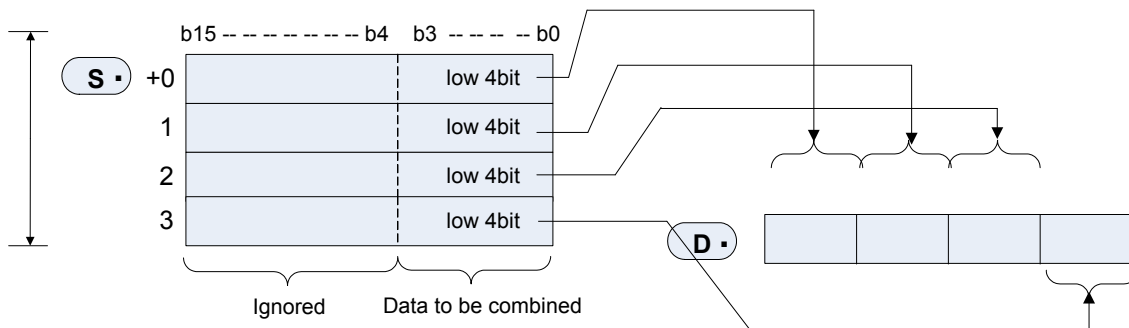 b15 -- -- -- -- -- -- -- b4 b3 -- -- -- -- b0
S · +0 low 4bit
1 low 4bit
2 low 4bit
3 low 4bit
D ·
Ignored Data to be combined